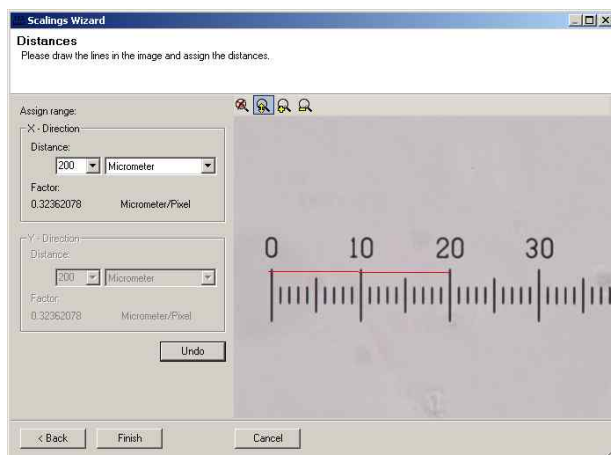 Scalings Wizard
Distances
Please draw the lines in the image and assign the distances.
Assign range:
X - Direction
Distance:
200 Micrometer
Factor:
0.32362078 Micrometer/Pixel
Y - Direction
Distance:
200 Micrometer
Factor:
0.32362078 Micrometer/Pixel
Undo
0 10 20 30
< Back Finish Cancel